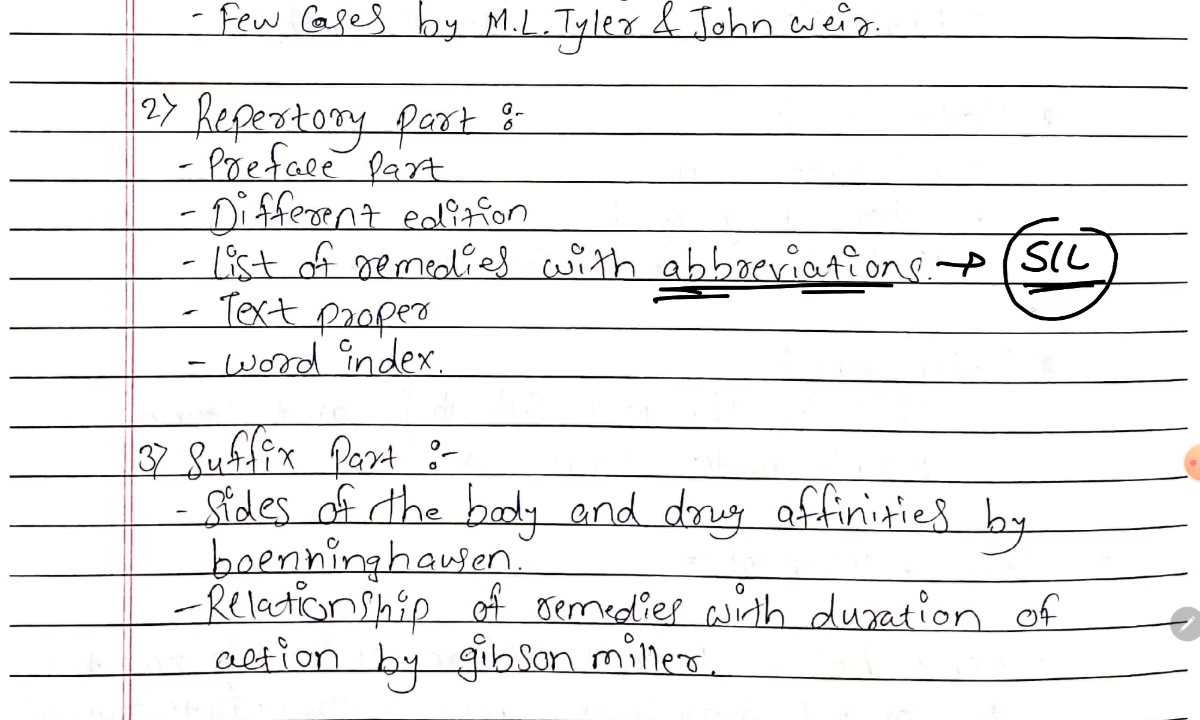 - Few Cases by M.L. Tyler & John weir.
2) Repertory part :-
- Preface Part
- Different edition
- List of remedies with abbreviations. → SIL
- Text proper
- word index.
3) Suffix Part :-
- Sides of the body and drug affinities by
boenninghausen.
- Relationship of remedies with duration of
action by gibson miller.